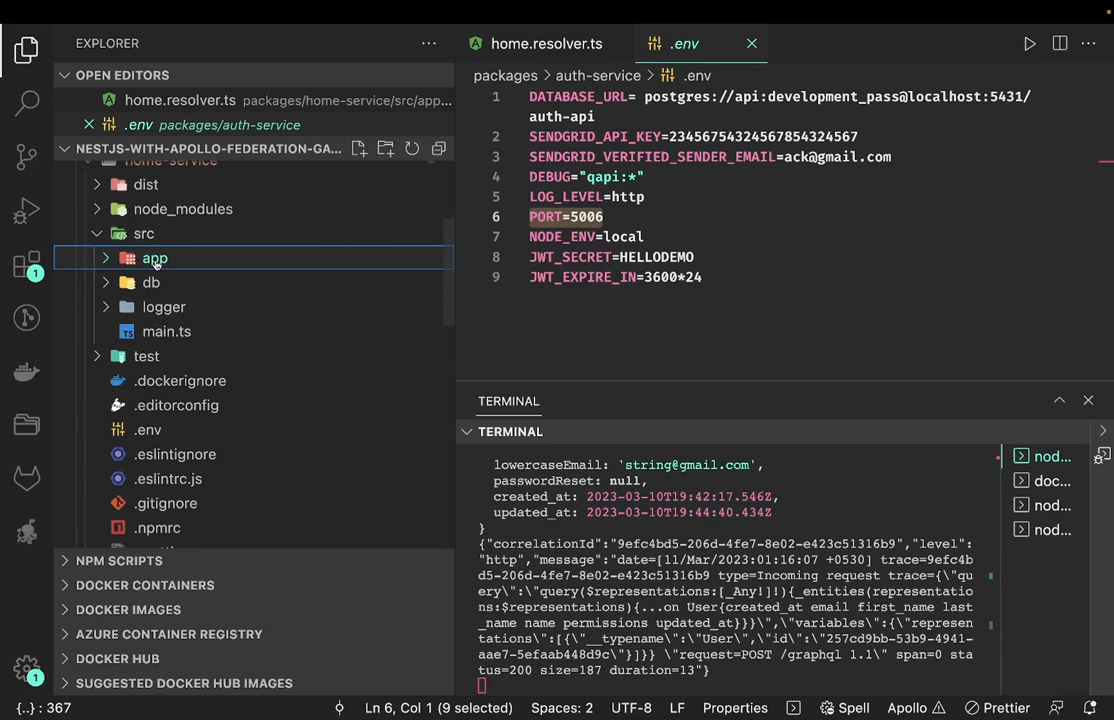 EXPLORER
OPEN EDITORS
home.resolver.ts packages/home-service/src/app...
.env packages/auth-service
NESTJS-WITH-APOLLO-FEDERATION-GA...
home-service
dist
node_modules
src
app
db
logger
main.ts
test
.dockerignore
.editorconfig
.env
.eslintignore
.eslintrc.js
.gitignore
.npmrc
NPM SCRIPTS
DOCKER CONTAINERS
DOCKER IMAGES
AZURE CONTAINER REGISTRY
DOCKER HUB
SUGGESTED DOCKER HUB IMAGES
1
1
home.resolver.ts
.env
packages > auth-service > .env
1 DATABASE_URL= postgres://api:development_pass@localhost:5431/
auth-api
2 SENDGRID_API_KEY=23456754324567854324567
3 SENDGRID_VERIFIED_SENDER_EMAIL=ack@gmail.com
4 DEBUG="qapi:*"
5 LOG_LEVEL=http
6 PORT=5006
7 NODE_ENV=local
8 JWT_SECRET=HELLODEMO
9 JWT_EXPIRE_IN=3600*24
TERMINAL
TERMINAL
lowercaseEmail: 'string@gmail.com',
passwordReset: null,
created_at: 2023-03-10T19:42:17.546Z,
updated_at: 2023-03-10T19:44:40.434Z
}
{"correlationId":"9efc4bd5-206d-4fe7-8e02-e423c51316b9","level":
"http","message":"date=[11/Mar/2023:01:16:07 +0530] trace=9efc4b
d5-206d-4fe7-8e02-e423c51316b9 type=Incoming request trace={\"qu
ery\":\"query($representations:[_Any!]!){_entities(representatio
ns:$representations){...on User{created_at email first_name last
_name name permissions updated_at}}}\",\"variables\":{\"represen
tations\":[{\"__typename\":\"User\",\"id\":\"257cd9bb-53b9-4941-
aae7-5efaab448d9c\"}]}} \"request=POST /graphql 1.1\" span=0 sta
tus=200 size=187 duration=13"}
nod...
doc...
nod...
nod...
{..} : 367
Ln 6, Col 1 (9 selected)
Spaces: 2
UTF-8
LF
Properties
Spell
Apollo
Prettier